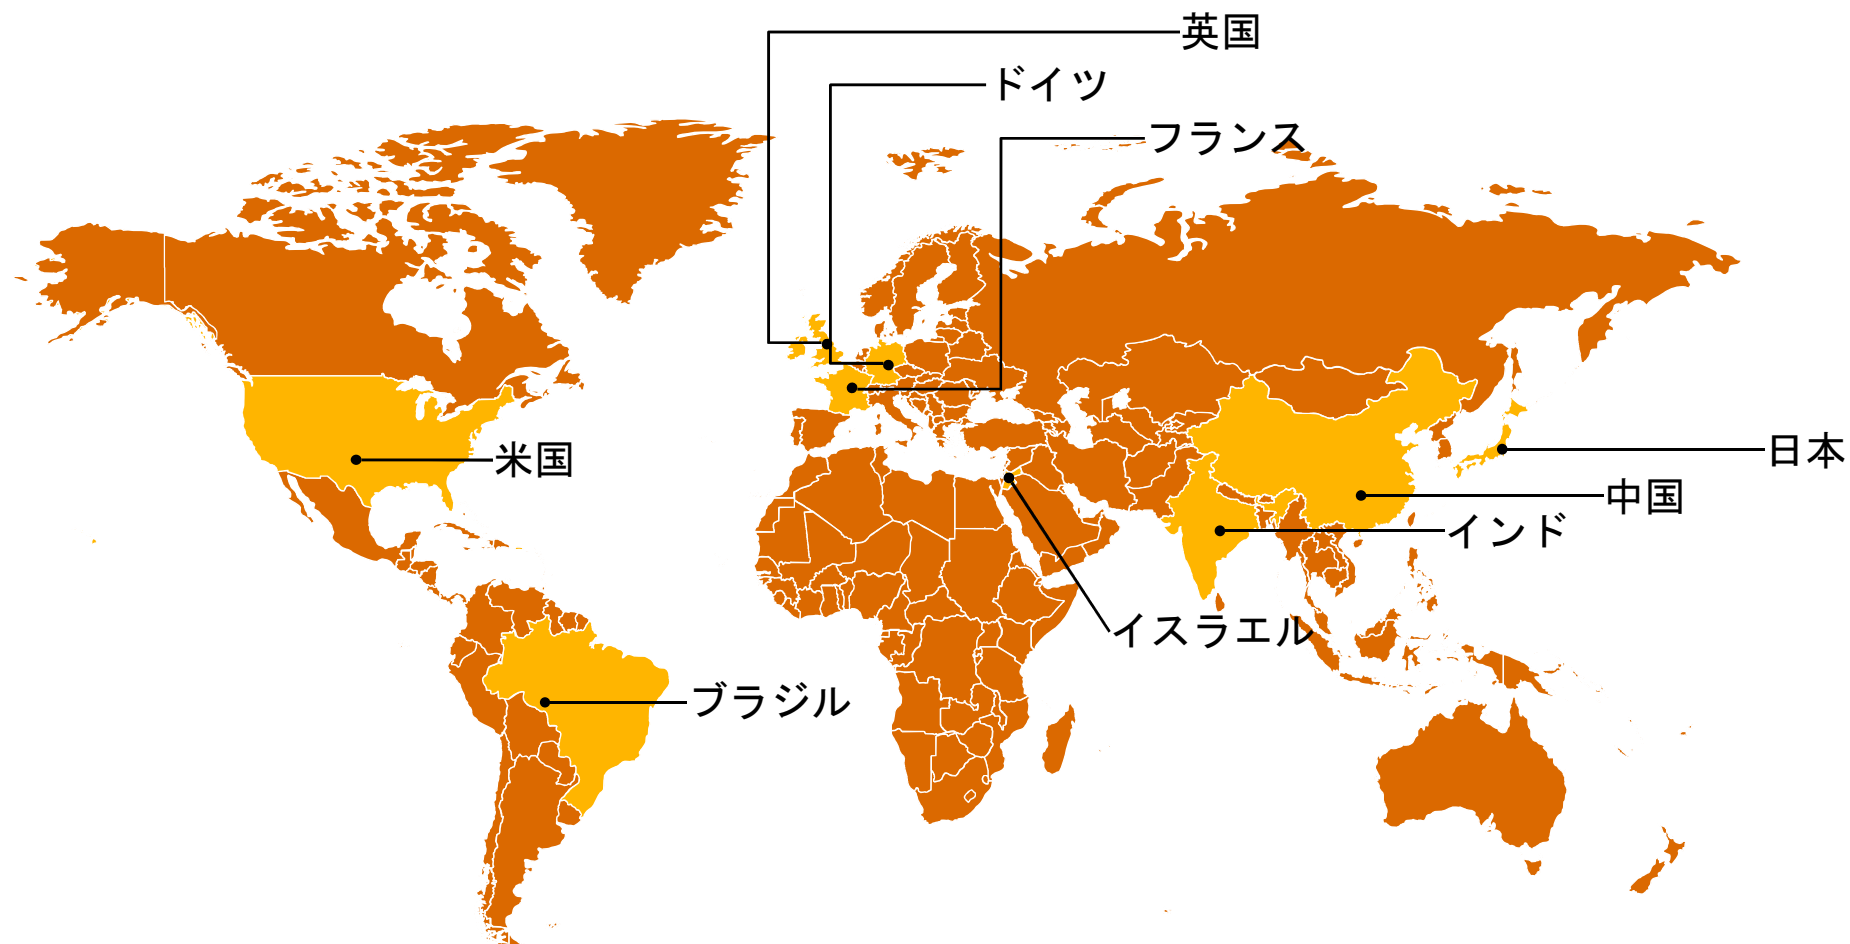 英国
ドイツ
フランス
米国
日本
中国
インド
イスラエル
ブラジル